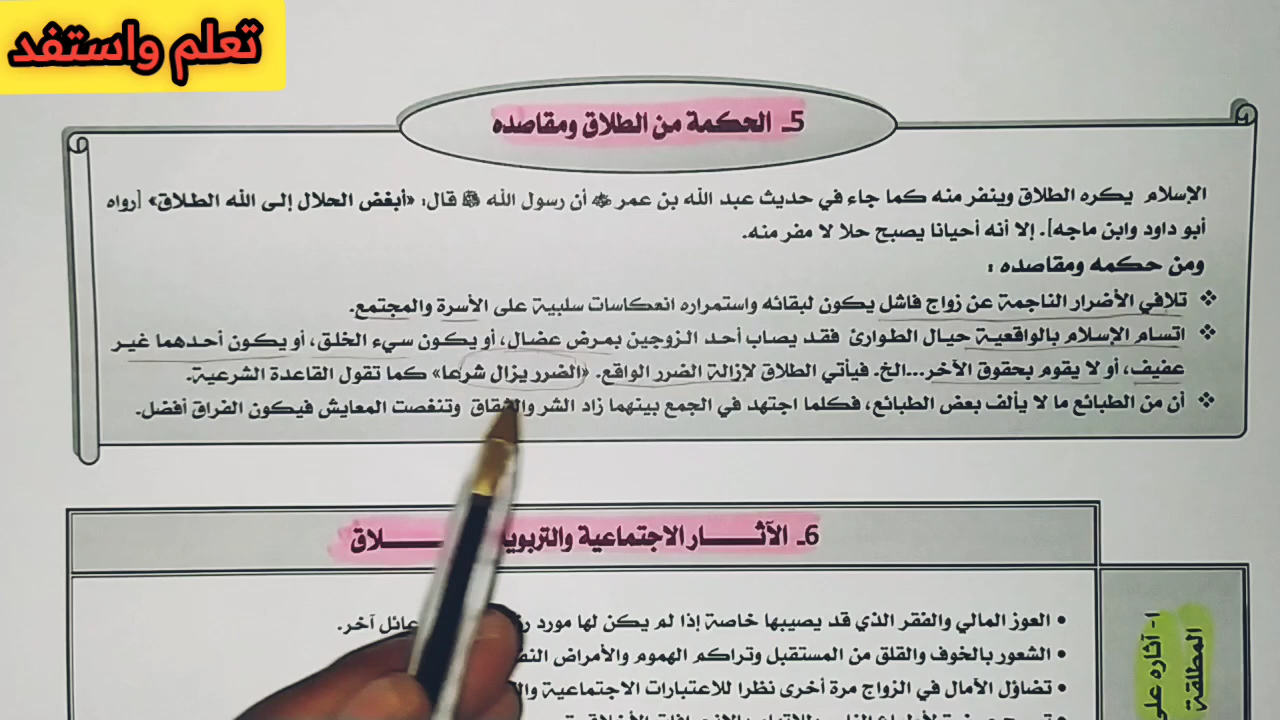 تعلم واستفد
5ـ الحكمة من الطلاق ومقاصده
الإسلام يكره الطلاق وينفر منه كما جاء في حديث عبد الله بن عمر ﵁ أن رسول الله ﷺ قال: «أبغض الحلال إلى الله الطلاق» [رواه
أبو داود وابن ماجه]. إلا أنه أحيانا يصبح حلا لا مفر منه.
ومن حكمه ومقاصده :
❖ تلافي الأضرار الناجمة عن زواج فاشل يكون لبقائه واستمراره انعكاسات سلبية على الأسرة والمجتمع.
❖ اتسام الإسلام بالواقعية حيال الطوارئ فقد يصاب أحد الزوجين بمرض عضال، أو يكون سيء الخلق، أو يكون أحدهما غير
عفيف، أو لا يقوم بحقوق الآخر...الخ. فيأتي الطلاق لإزالة الضرر الواقع. «الضرر يزال شرعا» كما تقول القاعدة الشرعية.
❖ أن من الطبائع ما لا يألف بعض الطبائع، فكلما اجتهد في الجمع بينهما زاد الشر والشقاق وتنغصت المعايش فيكون الفراق أفضل.
6ـ الآثـــــار الاجتماعية
1- آثاره على
المطلقة
• العوز المالي والفقر الذي قد يصيبها خاصة إذا لم يكن لها مورد عائل آخر.
• الشعور بالخوف والقلق من المستقبل وتراكم الهموم والأمراض
• تضاؤل الآمال في الزواج مرة أخرى نظرا للاعتبارات الاجتماعية